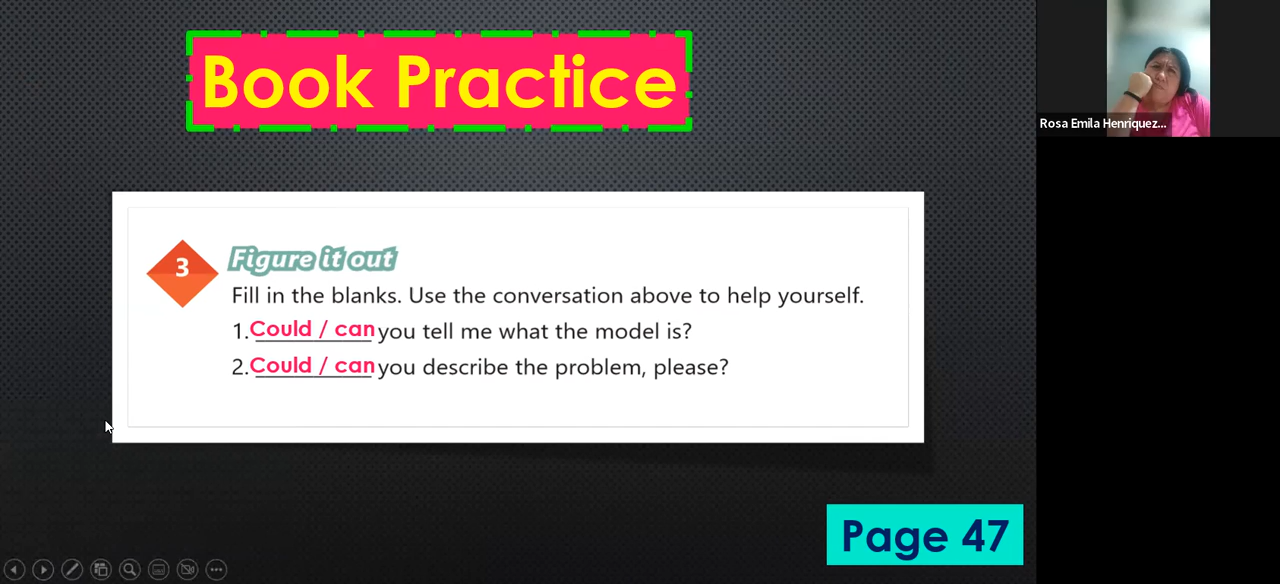 Book Practice
Rosa Emila Henriquez...
3
Figure it out
Fill in the blanks. Use the conversation above to help yourself.
1. Could / can you tell me what the model is?
2. Could / can you describe the problem, please?
Page 47